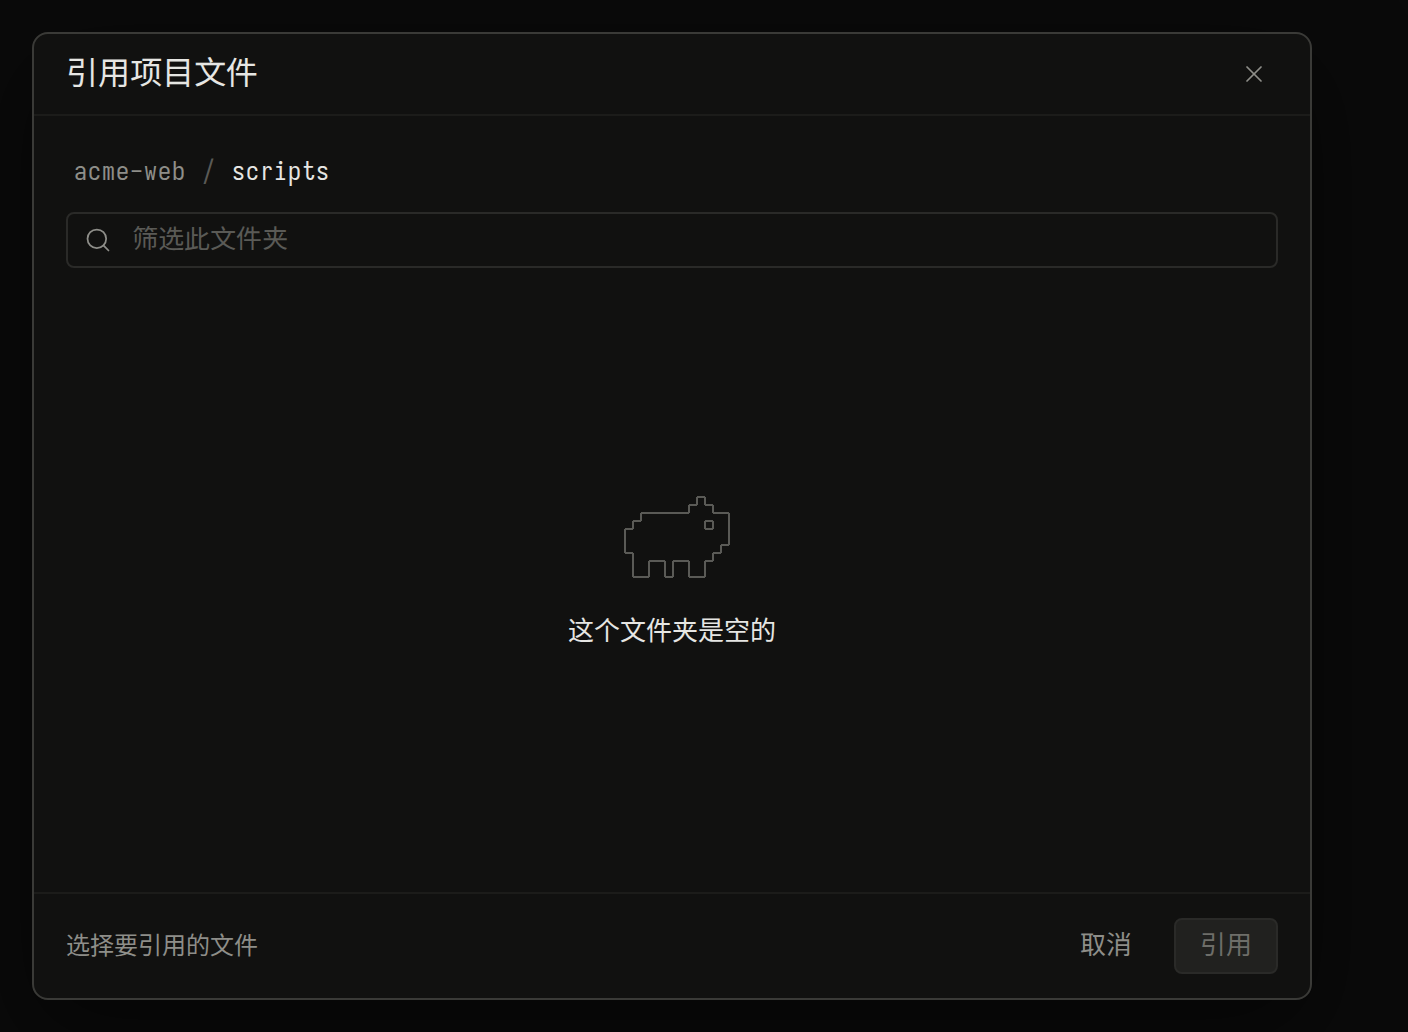 引用项目文件
acme-web / scripts
筛选此文件夹
这个文件夹是空的
选择要引用的文件
取消
引用